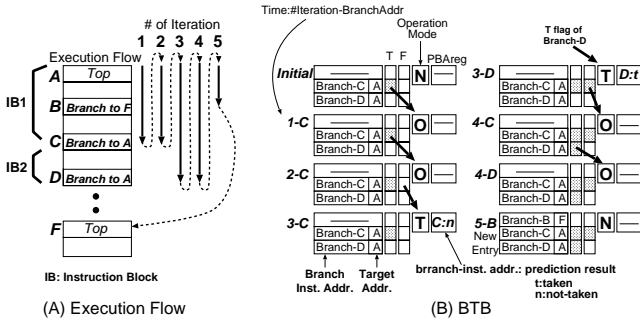 # of Iteration
Execution Flow 1 2 3 4 5
A Top
IB1
B Branch to F
C Branch to A
IB2
D Branch to A
F Top
IB: Instruction Block
(A) Execution Flow
Time:#Iteration-BranchAddr
Operation Mode
T F PBAreg
Initial N
Branch-C A
Branch-D A
1-C O
Branch-C A
Branch-D A
2-C O
Branch-C A
Branch-D A
3-C T C:n
Branch-C A
Branch-D A
Branch Inst. Addr.
Target Addr.
T flag of Branch-D
3-D T D:t
Branch-C A
Branch-D A
4-C O
Branch-C A
Branch-D A
4-D O
Branch-C A
Branch-D A
5-B Branch-B F N
New Entry
Branch-C A
Branch-D A
brranch-inst. addr.: prediction result
t:taken
n:not-taken
(B) BTB